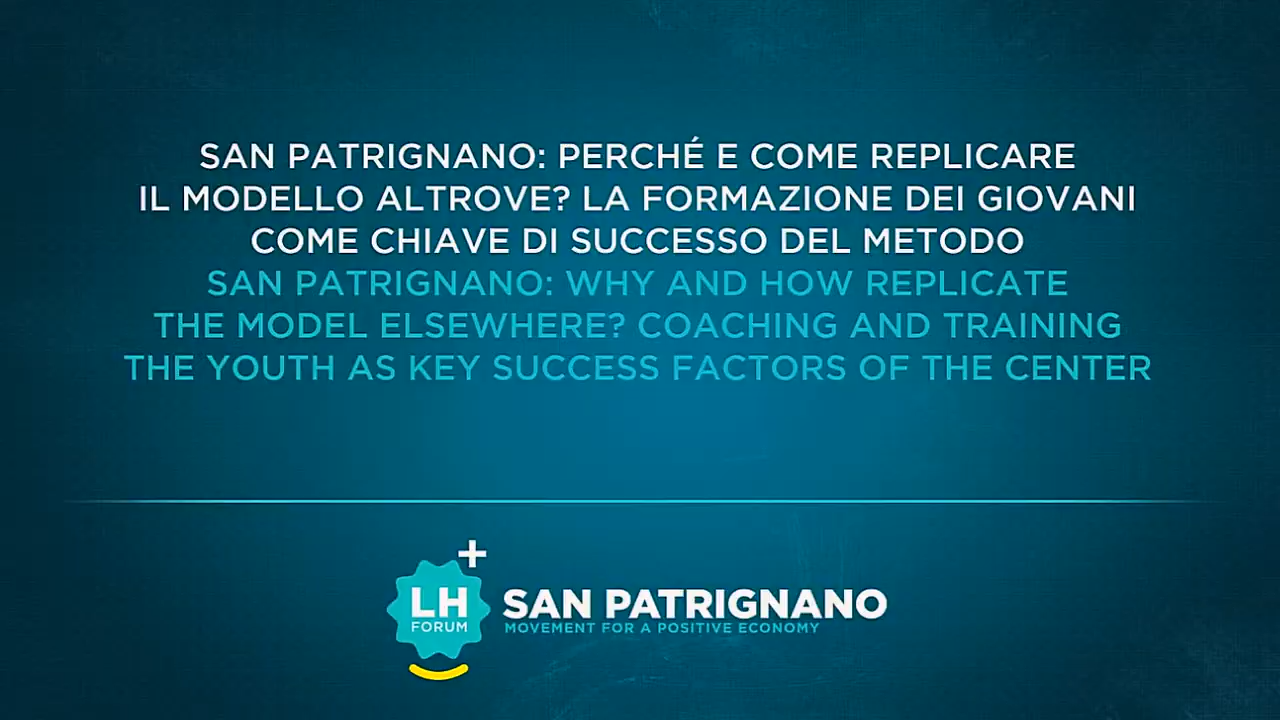 SAN PATRIGNANO: PERCHÉ E COME REPLICARE
IL MODELLO ALTROVE? LA FORMAZIONE DEI GIOVANI
COME CHIAVE DI SUCCESSO DEL METODO
SAN PATRIGNANO: WHY AND HOW REPLICATE
THE MODEL ELSEWHERE? COACHING AND TRAINING
THE YOUTH AS KEY SUCCESS FACTORS OF THE CENTER
+
LH
FORUM
SAN PATRIGNANO
MOVEMENT FOR A POSITIVE ECONOMY